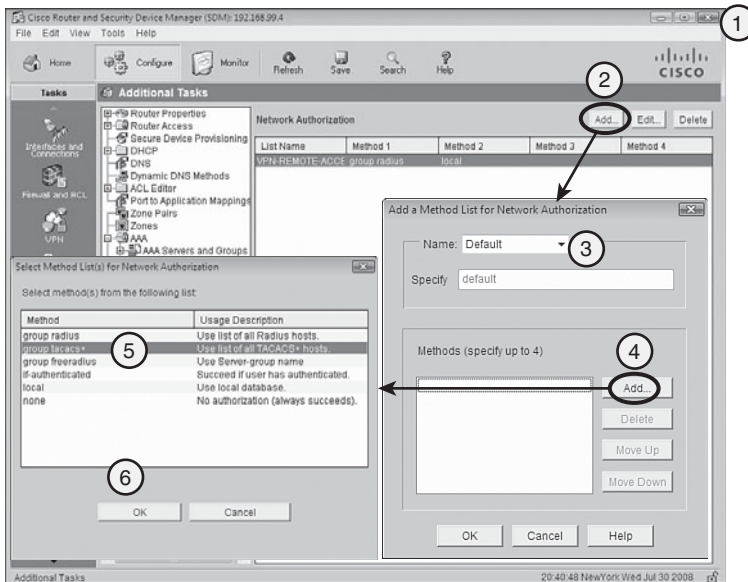 Cisco Router and Security Device Manager (SDM): 192.168.99.4
1
File Edit View Tools Help
Home
Configure
Monitor
Refresh
Save
Search
Help
CISCO
Tasks
Additional Tasks
2
Interfaces and Connections
Firewall and ACL
VPN
Router Properties
Router Access
Secure Device Provisioning
DHCP
DNS
Dynamic DNS Methods
ACL Editor
Port to Application Mappings
Zone Pairs
Zones
AAA
AAA Servers and Groups
Network Authorization
Add... Edit... Delete
List Name Method 1 Method 2 Method 3 Method 4
VPN-REMOTE-ACCE group radius local
Add a Method List for Network Authorization
Name: Default
3
Specify default
Methods (specify up to 4)
4
Add...
Delete
Move Up
Move Down
OK Cancel Help
Select Method List(s) for Network Authorization
Select method(s) from the following list:
Method Usage Description
group radius Use list of all Radius hosts.
group tacacs+ Use list of all TACACS+ hosts.
group freeradius Use Server-group name
if-authenticated Succeed if user has authenticated.
local Use local database.
none No authorization (always succeeds).
5
6
OK Cancel
Additional Tasks
20:40:48 NewYork Wed Jul 30 2008